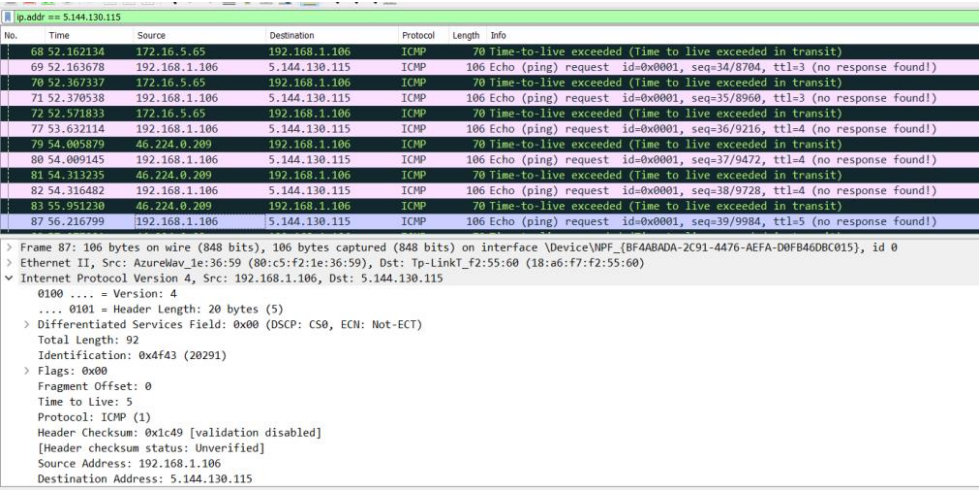 ip.addr == 5.144.130.115
No. Time Source Destination Protocol Length Info
68 52.162134 172.16.5.65 192.168.1.106 ICMP 70 Time-to-live exceeded (Time to live exceeded in transit)
69 52.163678 192.168.1.106 5.144.130.115 ICMP 106 Echo (ping) request id=0x0001, seq=34/8704, ttl=3 (no response found!)
70 52.367337 172.16.5.65 192.168.1.106 ICMP 70 Time-to-live exceeded (Time to live exceeded in transit)
71 52.370538 192.168.1.106 5.144.130.115 ICMP 106 Echo (ping) request id=0x0001, seq=35/8960, ttl=3 (no response found!)
72 52.571833 172.16.5.65 192.168.1.106 ICMP 70 Time-to-live exceeded (Time to live exceeded in transit)
77 53.632114 192.168.1.106 5.144.130.115 ICMP 106 Echo (ping) request id=0x0001, seq=36/9216, ttl=4 (no response found!)
79 54.005879 46.224.0.209 192.168.1.106 ICMP 70 Time-to-live exceeded (Time to live exceeded in transit)
80 54.009145 192.168.1.106 5.144.130.115 ICMP 106 Echo (ping) request id=0x0001, seq=37/9472, ttl=4 (no response found!)
81 54.313235 46.224.0.209 192.168.1.106 ICMP 70 Time-to-live exceeded (Time to live exceeded in transit)
82 54.316482 192.168.1.106 5.144.130.115 ICMP 106 Echo (ping) request id=0x0001, seq=38/9728, ttl=4 (no response found!)
83 55.951230 46.224.0.209 192.168.1.106 ICMP 70 Time-to-live exceeded (Time to live exceeded in transit)
87 56.216799 192.168.1.106 5.144.130.115 ICMP 106 Echo (ping) request id=0x0001, seq=39/9984, ttl=5 (no response found!)
> Frame 87: 106 bytes on wire (848 bits), 106 bytes captured (848 bits) on interface \Device\NPF_{BF4ABADA-2C91-4476-AEFA-D0FB46DBC015}, id 0
> Ethernet II, Src: AzureWav_1e:36:59 (80:c5:f2:1e:36:59), Dst: Tp-LinkT_f2:55:60 (18:a6:f7:f2:55:60)
Internet Protocol Version 4, Src: 192.168.1.106, Dst: 5.144.130.115
0100 .... = Version: 4
.... 0101 = Header Length: 20 bytes (5)
> Differentiated Services Field: 0x00 (DSCP: CS0, ECN: Not-ECT)
Total Length: 92
Identification: 0x4f43 (20291)
> Flags: 0x00
Fragment Offset: 0
Time to Live: 5
Protocol: ICMP (1)
Header Checksum: 0x1c49 [validation disabled]
[Header checksum status: Unverified]
Source Address: 192.168.1.106
Destination Address: 5.144.130.115